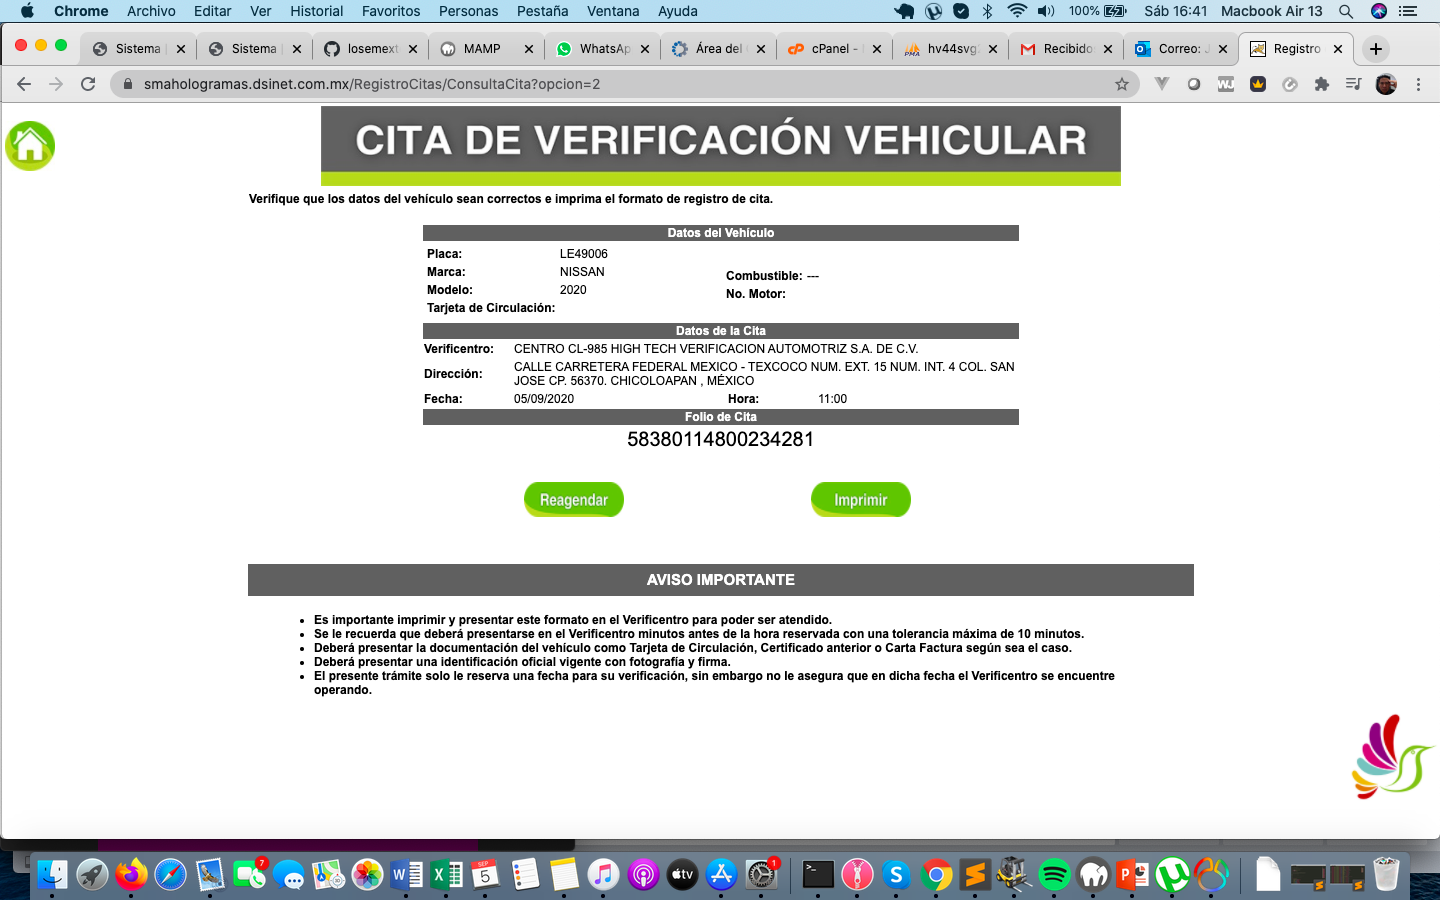 Chrome Archivo Editar Ver Historial Favoritos Personas Pestaña Ventana Ayuda 100% Sáb 16:41 Macbook Air 13
Sistema Sistema losemext MAMP WhatsAp Área del cPanel - hv44svg Recibido Correo: J Registro
smahologramas.dsinet.com.mx/RegistroCitas/ConsultaCita?opcion=2
CITA DE VERIFICACIÓN VEHICULAR
Verifique que los datos del vehículo sean correctos e imprima el formato de registro de cita.
Datos del Vehículo
Placa: LE49006
Marca: NISSAN
Combustible: ---
Modelo: 2020
No. Motor:
Tarjeta de Circulación:
Datos de la Cita
Verificentro: CENTRO CL-985 HIGH TECH VERIFICACION AUTOMOTRIZ S.A. DE C.V.
Dirección: CALLE CARRETERA FEDERAL MEXICO - TEXCOCO NUM. EXT. 15 NUM. INT. 4 COL. SAN
JOSE CP. 56370. CHICOLOAPAN , MÉXICO
Fecha: 05/09/2020 Hora: 11:00
Folio de Cita
58380114800234281
Reagendar Imprimir
AVISO IMPORTANTE
• Es importante imprimir y presentar este formato en el Verificentro para poder ser atendido.
• Se le recuerda que deberá presentarse en el Verificentro minutos antes de la hora reservada con una tolerancia máxima de 10 minutos.
• Deberá presentar la documentación del vehículo como Tarjeta de Circulación, Certificado anterior o Carta Factura según sea el caso.
• Deberá presentar una identificación oficial vigente con fotografía y firma.
• El presente trámite solo le reserva una fecha para su verificación, sin embargo no le asegura que en dicha fecha el Verificentro se encuentre
operando.
7 SEP 5 tv 1